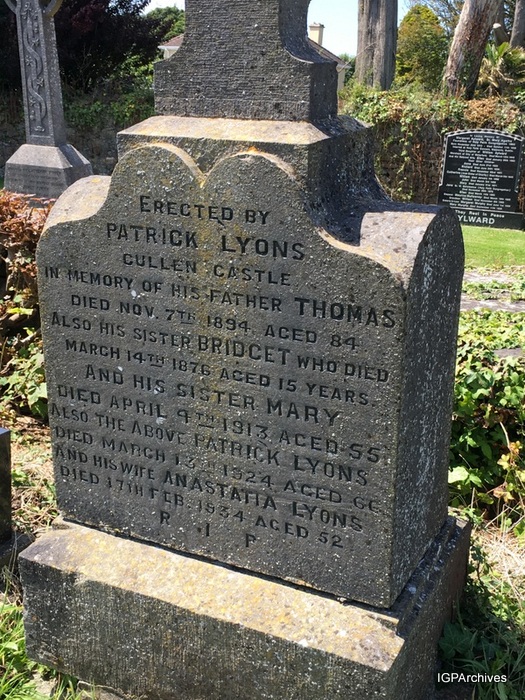 ERECTED BY
PATRICK LYONS
CULLEN CASTLE
IN MEMORY OF HIS FATHER THOMAS
DIED NOV. 7TH 1894, AGED 84.
ALSO HIS SISTER BRIDGET WHO DIED
MARCH 14TH 1876 AGED 15 YEARS.
AND HIS SISTER MARY
DIED APRIL 9TH 1913, AGED 55
ALSO THE ABOVE PATRICK LYONS
DIED MARCH 1924, AGED
AND HIS WIFE ANASTATIA LYONS
DIED 17TH FEB. 1934 AGED 52
R I P
YLWARD
IGPArchives